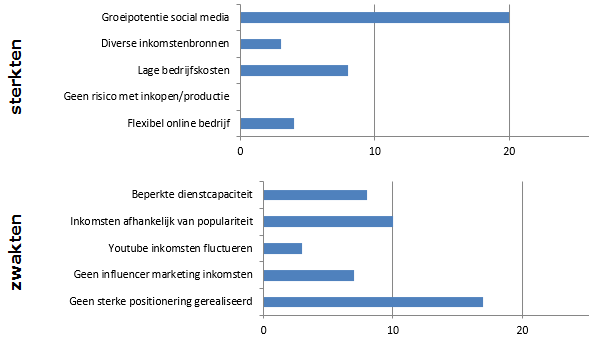 sterkten
Groeipotentie social media
Diverse inkomstenbronnen
Lage bedrijfskosten
Geen risico met inkopen/productie
Flexibel online bedrijf
0 10 20
zwakten
Beperkte dienstcapaciteit
Inkomsten afhankelijk van populariteit
Youtube inkomsten fluctueren
Geen influencer marketing inkomsten
Geen sterke positionering gerealiseerd
0 10 20